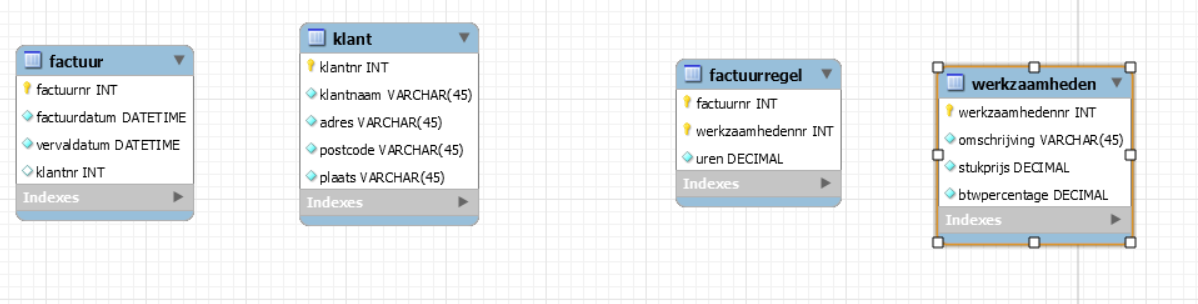 factuur
factuurnr INT
factuurdatum DATETIME
vervaldatum DATETIME
klantnr INT
Indexes
klant
klantnr INT
klantnaam VARCHAR(45)
adres VARCHAR(45)
postcode VARCHAR(45)
plaats VARCHAR(45)
Indexes
factuurregel
factuurnr INT
werkzaamhedennr INT
uren DECIMAL
Indexes
werkzaamheden
werkzaamhedennr INT
omschrijving VARCHAR(45)
stukprijs DECIMAL
btwpercentage DECIMAL
Indexes